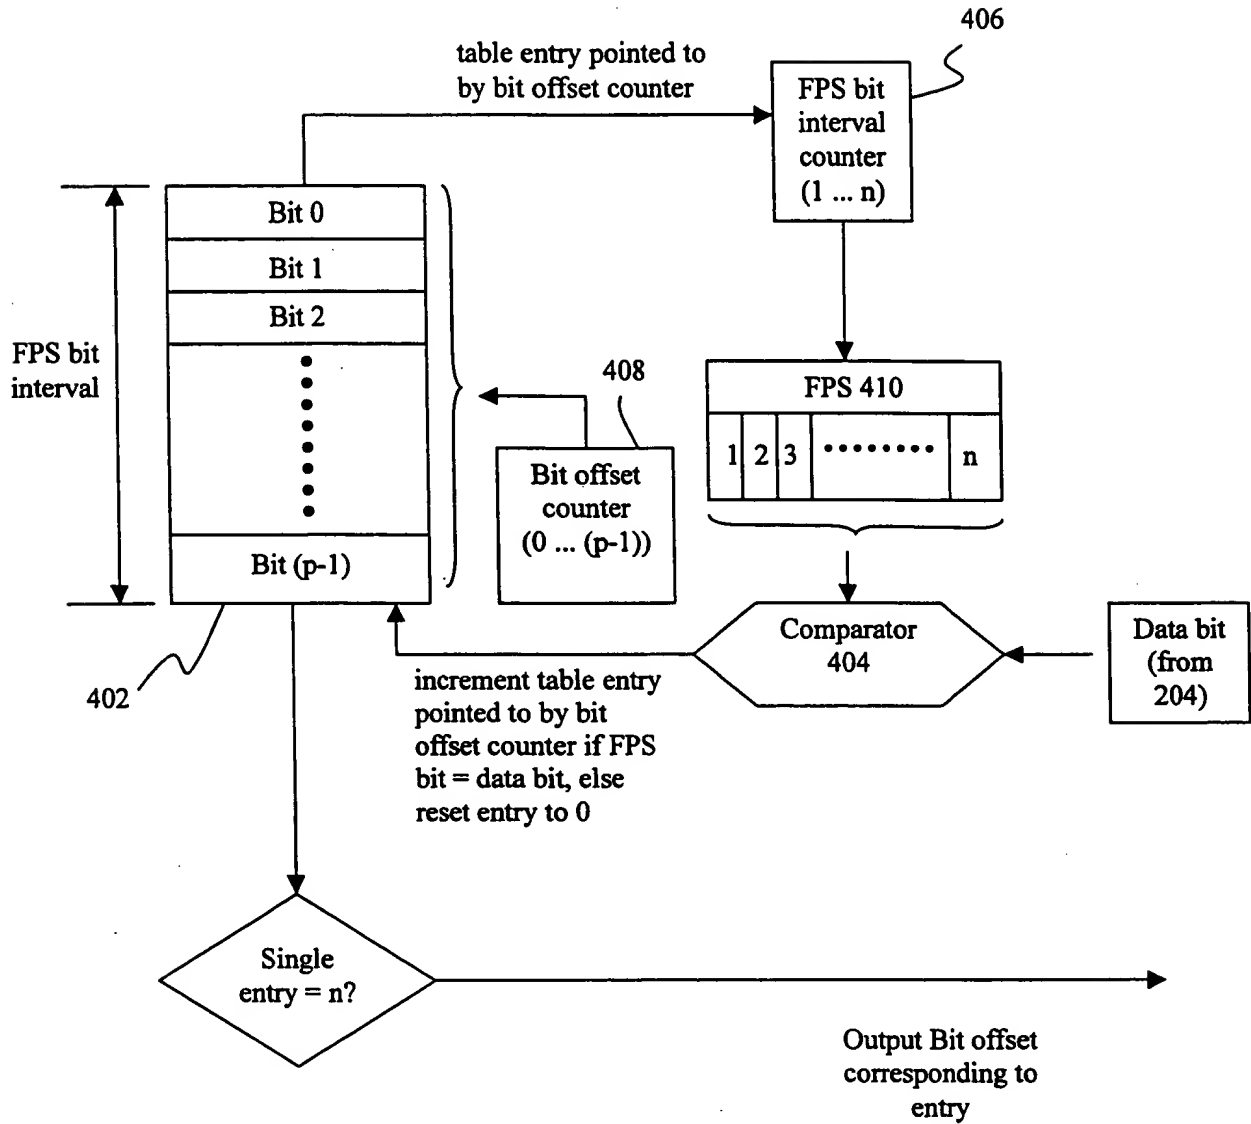 406
table entry pointed to
by bit offset counter
FPS bit
interval
counter
(1 ... n)
Bit 0
Bit 1
Bit 2
FPS bit
interval
408
FPS 410
1 2 3 ········ n
Bit offset
counter
(0 ... (p-1))
Bit (p-1)
Comparator
404
Data bit
(from
204)
402
increment table entry
pointed to by bit
offset counter if FPS
bit = data bit, else
reset entry to 0
Single
entry = n?
Output Bit offset
corresponding to
entry